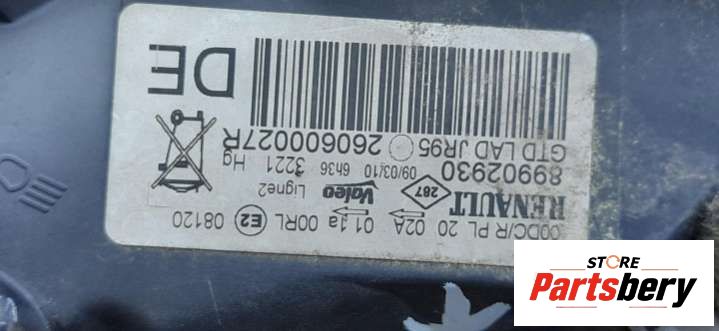 DE
GTD LAD JR95 260600027R
89902930 09/03/10 6h36 3221 Hg
RENAULT 267 Valeo Ligne2
00DC/R PL 20 02A 01 1a 00RL E2 08120
STORE
Partsbery